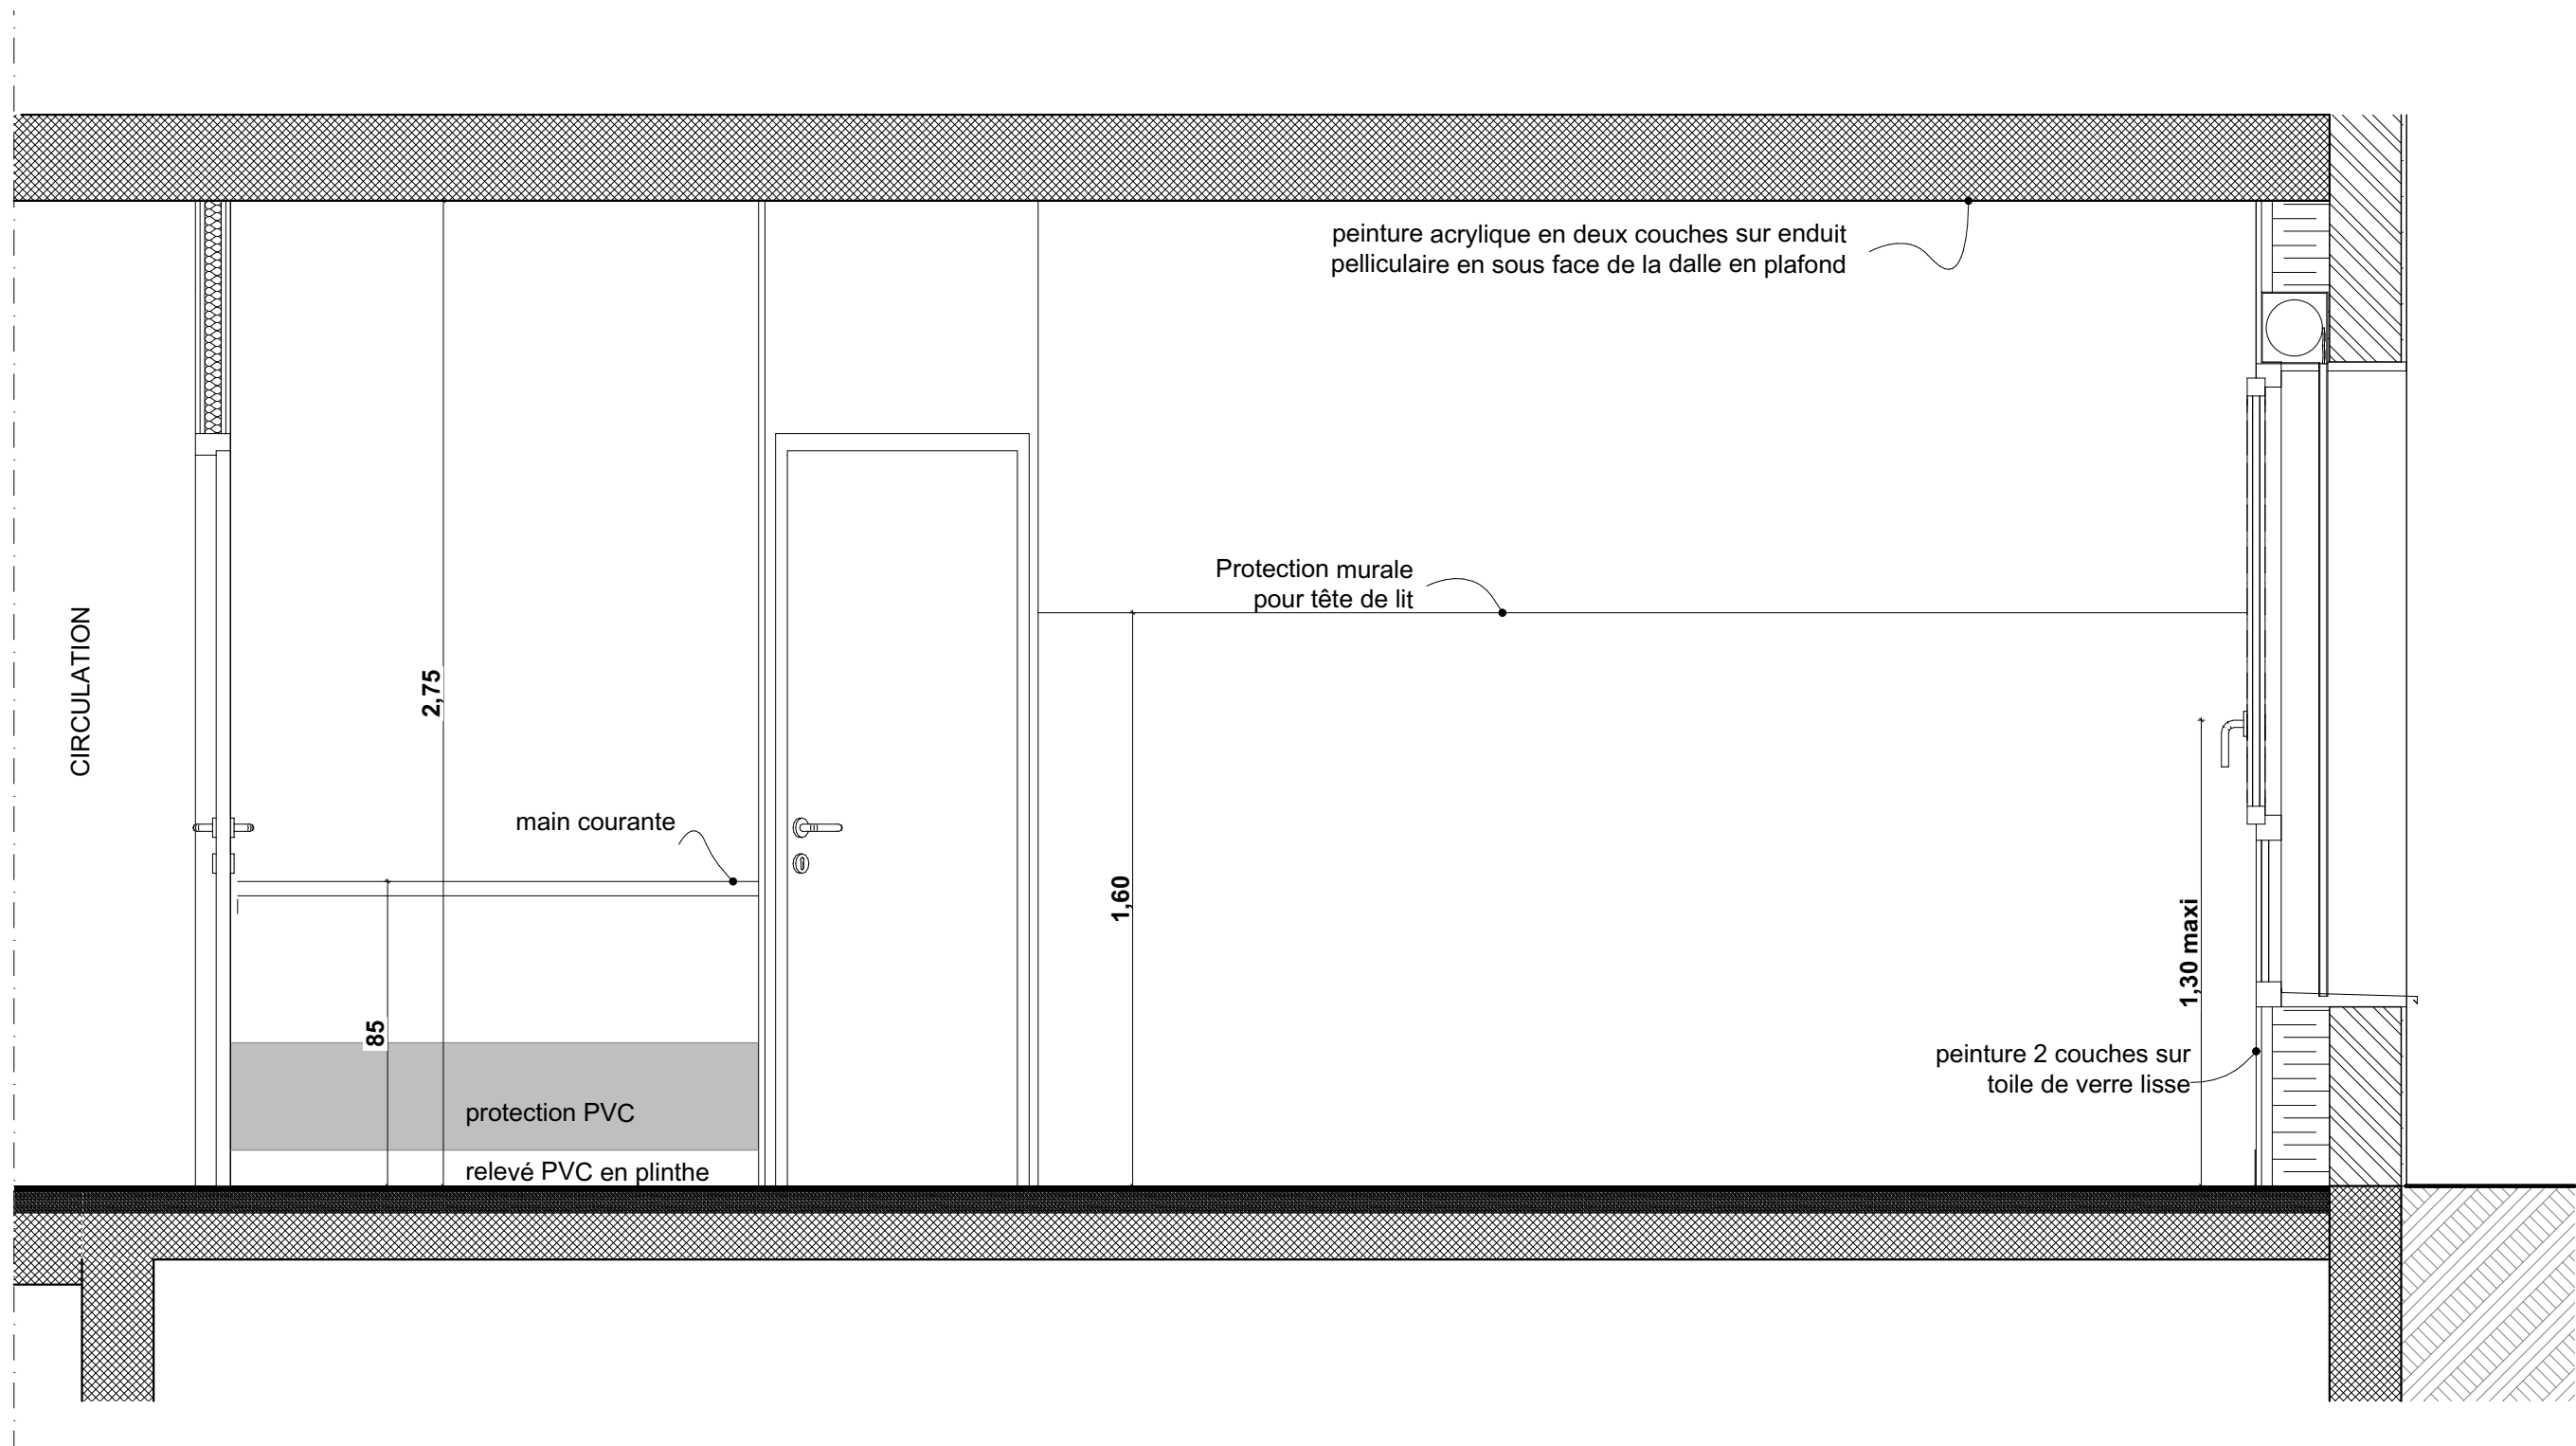 peinture acrylique en deux couches sur enduit
pelliculaire en sous face de la dalle en plafond
Protection murale
pour tête de lit
CIRCULATION
2,75
main courante
1,60
1,30 maxi
85
peinture 2 couches sur
toile de verre lisse
protection PVC
relevé PVC en plinthe